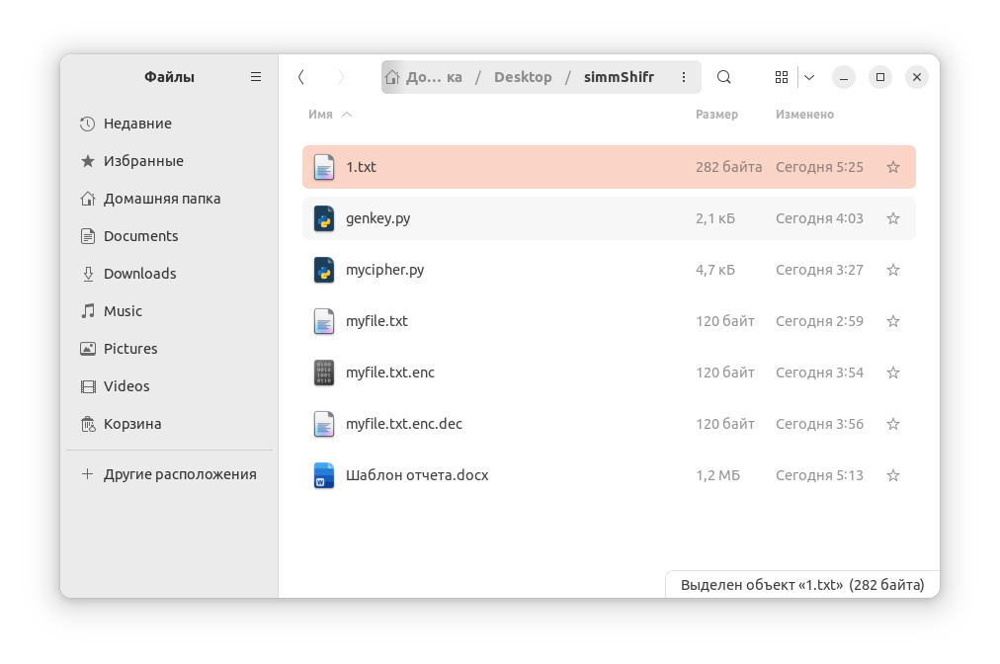 Файлы
До... ка / Desktop / simmShifr
Имя Размер Изменено
Недавние
Избранные
Домашняя папка
Documents
Downloads
Music
Pictures
Videos
Корзина
Другие расположения
1.txt 282 байта Сегодня 5:25
genkey.py 2,1 кБ Сегодня 4:03
mycipher.py 4,7 кБ Сегодня 3:27
myfile.txt 120 байт Сегодня 2:59
myfile.txt.enc 120 байт Сегодня 3:54
myfile.txt.enc.dec 120 байт Сегодня 3:56
Шаблон отчета.docx 1,2 МБ Сегодня 5:13
Выделен объект «1.txt» (282 байта)